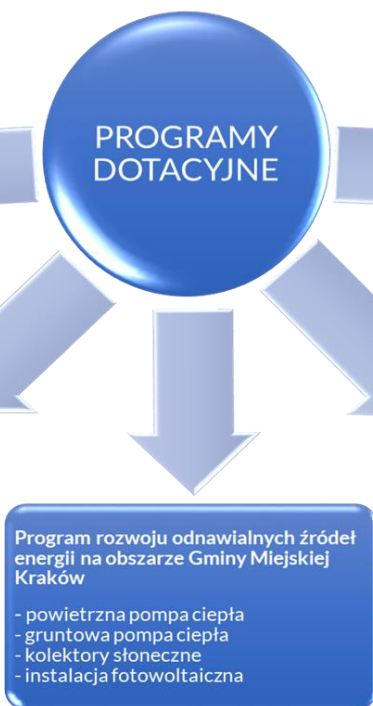 PROGRAMY
DOTACYJNE
Program rozwoju odnawialnych źródeł
energii na obszarze Gminy Miejskiej
Kraków
- powietrzna pompa ciepła
- gruntowa pompa ciepła
- kolektory słoneczne
- instalacja fotowoltaiczna